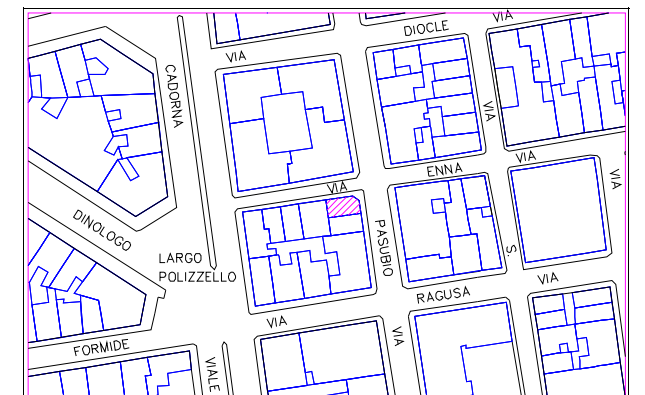 VIA
DIOCLE
VIA
CADORNA
VIA
VIA
ENNA
VIA
VIA
DINOLOGO
PASUBIO
S.
LARGO
POLIZZELLO
VIA
RAGUSA
VIA
VIA
FORMIDE
VIALE